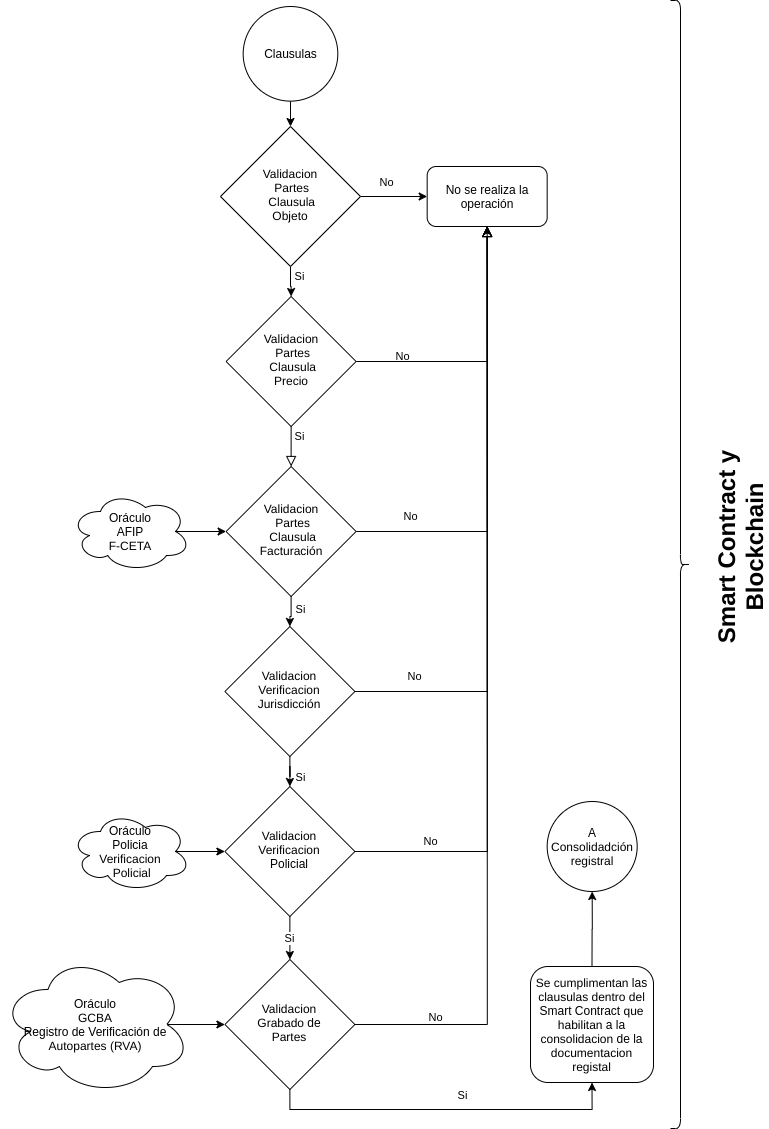 Clausulas
Validacion
Partes
Clausula
Objeto
No
No se realiza la
operación
Si
Validacion
Partes
Clausula
Precio
No
Si
Oráculo
AFIP
F-CETA
Validacion
Partes
Clausula
Facturación
No
Si
Validacion
Verificacion
Jurisdicción
No
Si
Oráculo
Policia
Verificacion
Policial
Validacion
Verificacion
Policial
No
A
Consolidadción
registral
Si
Oráculo
GCBA
Registro de Verificación de
Autopartes (RVA)
Validacion
Grabado de
Partes
No
Se cumplimentan las
clausulas dentro del
Smart Contract que
habilitan a la
consolidacion de la
documentacion
registal
Si
Smart Contract y
Blockchain